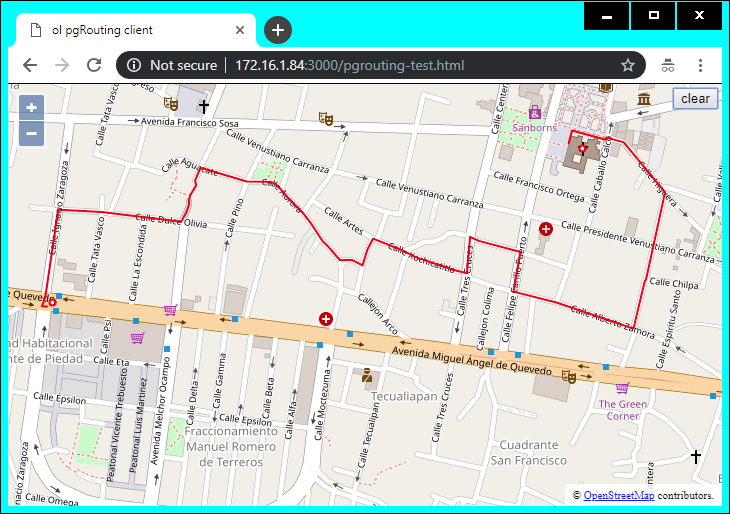 ol pgRouting client
Not secure
172.16.1.84:3000/pgrouting-test.html
clear
+
−
Calle Tata Vasco
Avenida Francisco Sosa
Calle Centen
Sanborns
Calle Caballo Calco
Calle Higuera
Calle Venustiano Carranza
Calle Aguacate
Calle Aurora
Calle Venustiano Carranza
Calle Francisco Ortega
Calle Ignacio Zaragoza
Calle Dulce Olivia
Calle Pino
Calle Artes
Calle Tata Vasco
Calle La Escondida
Calle Xochicatitla
Calle Presidente Venustiano Carranza
Calle Tres Cruces
Calle Felipe Carrillo Puerto
Calle Chilpa
e Quevedo
Callejon Arco
Callejon Colima
Calle Alberto Zamora
Calle Espíritu Santo
Calle Psi
ad Habitacional
nte de Piedad
Calle Eta
Avenida Miguel Ángel de Quevedo
Calle Delta
Calle Gamma
Calle Beta
Calle Alfa
Calle Moctezuma
Tecualiapan
Calle Tecualiapan
Calle Tres Cruces
The Green
Corner
Calle Epsilon
Peatonal Vicente Trebuesto
Peatonal Luis Martinez
Avenida Melchor Ocampo
Calle Epsilon
Fraccionamiento
Manuel Romero
de Terreros
Cuadrante
San Francisco
nacio Zaragoza
Calle Omega
entera
© OpenStreetMap contributors.